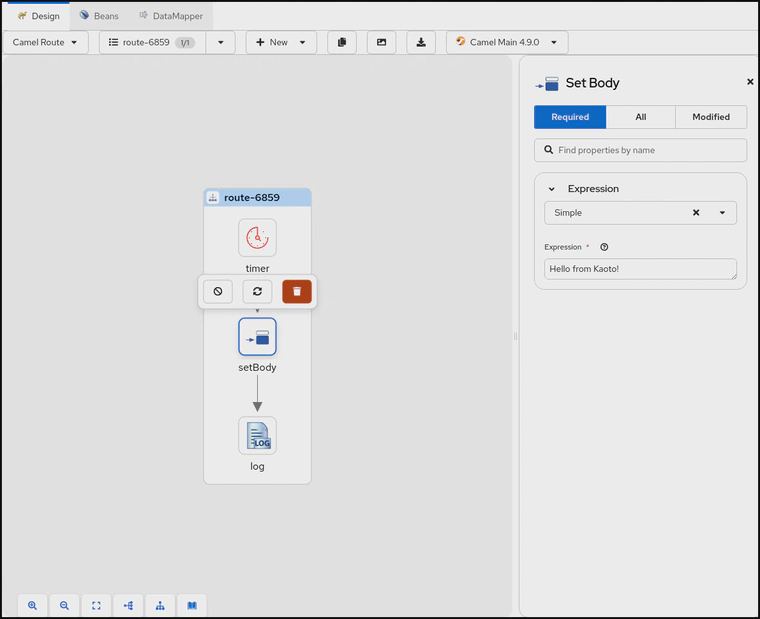 Design
Beans
DataMapper
Camel Route
route-6859
1/1
New
Camel Main 4.9.0
route-6859
timer
setBody
LOG
log
Set Body
Required
All
Modified
Find properties by name
Expression
Simple
Expression *
Hello from Kaoto!